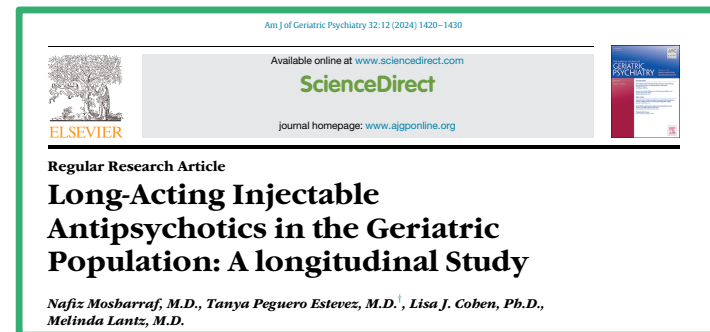 Am J of Geriatric Psychiatry 32:12 (2024) 1420−1430
Available online at www.sciencedirect.com
ScienceDirect
journal homepage: www.ajgponline.org
ELSEVIER
GERIATRIC
PSYCHIATRY
Regular Research Article
Long-Acting Injectable
Antipsychotics in the Geriatric
Population: A longitudinal Study
Nafiz Mosharraf, M.D., Tanya Peguero Estevez, M.D.†, Lisa J. Cohen, Ph.D.,
Melinda Lantz, M.D.